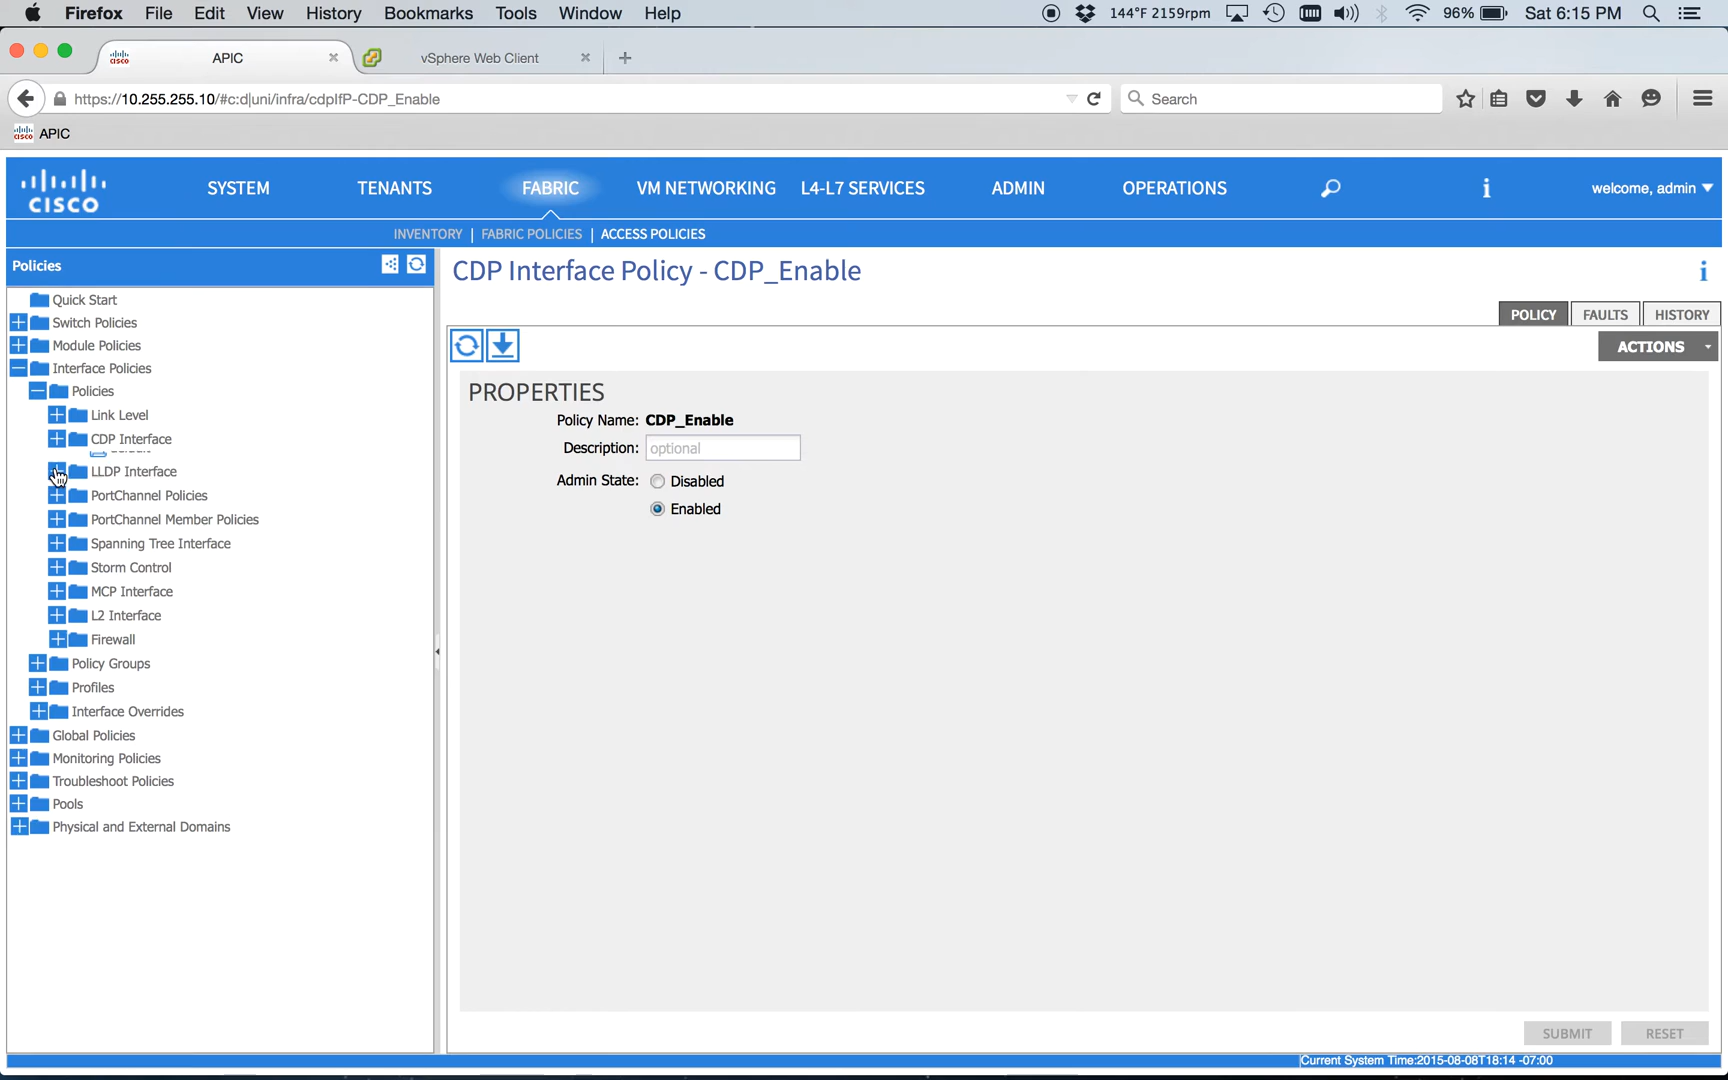 Firefox File Edit View History Bookmarks Tools Window Help 144°F 2159rpm 96% Sat 6:15 PM
APIC vSphere Web Client
https://10.255.255.10/#c:d|uni/infra/cdpIfP-CDP_Enable Search
APIC
CISCO SYSTEM TENANTS FABRIC VM NETWORKING L4-L7 SERVICES ADMIN OPERATIONS i welcome, admin
INVENTORY | FABRIC POLICIES | ACCESS POLICIES
Policies
CDP Interface Policy - CDP_Enable i
Quick Start
Switch Policies
Module Policies
Interface Policies
Policies
Link Level
CDP Interface
LLDP Interface
PortChannel Policies
PortChannel Member Policies
Spanning Tree Interface
Storm Control
MCP Interface
L2 Interface
Firewall
Policy Groups
Profiles
Interface Overrides
Global Policies
Monitoring Policies
Troubleshoot Policies
Pools
Physical and External Domains
POLICY FAULTS HISTORY
ACTIONS
PROPERTIES
Policy Name: CDP_Enable
Description: optional
Admin State: Disabled
Enabled
SUBMIT RESET
Current System Time:2015-08-08T18:14 -07:00